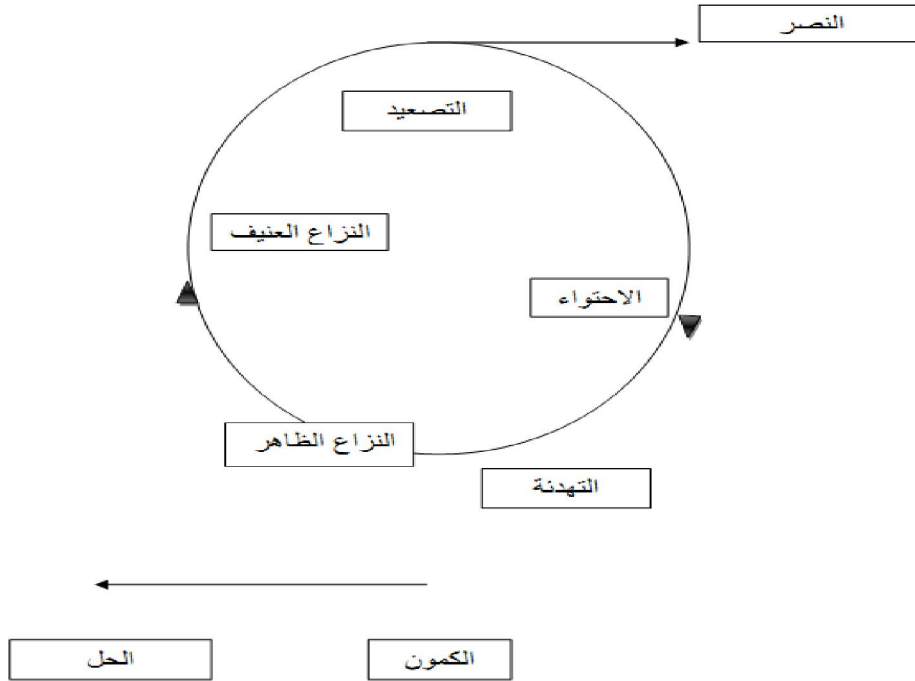 النصر
التصعيد
النزاع العنيف
الاحتواء
النزاع الظاهر
التهدئة
الكمون
الحل